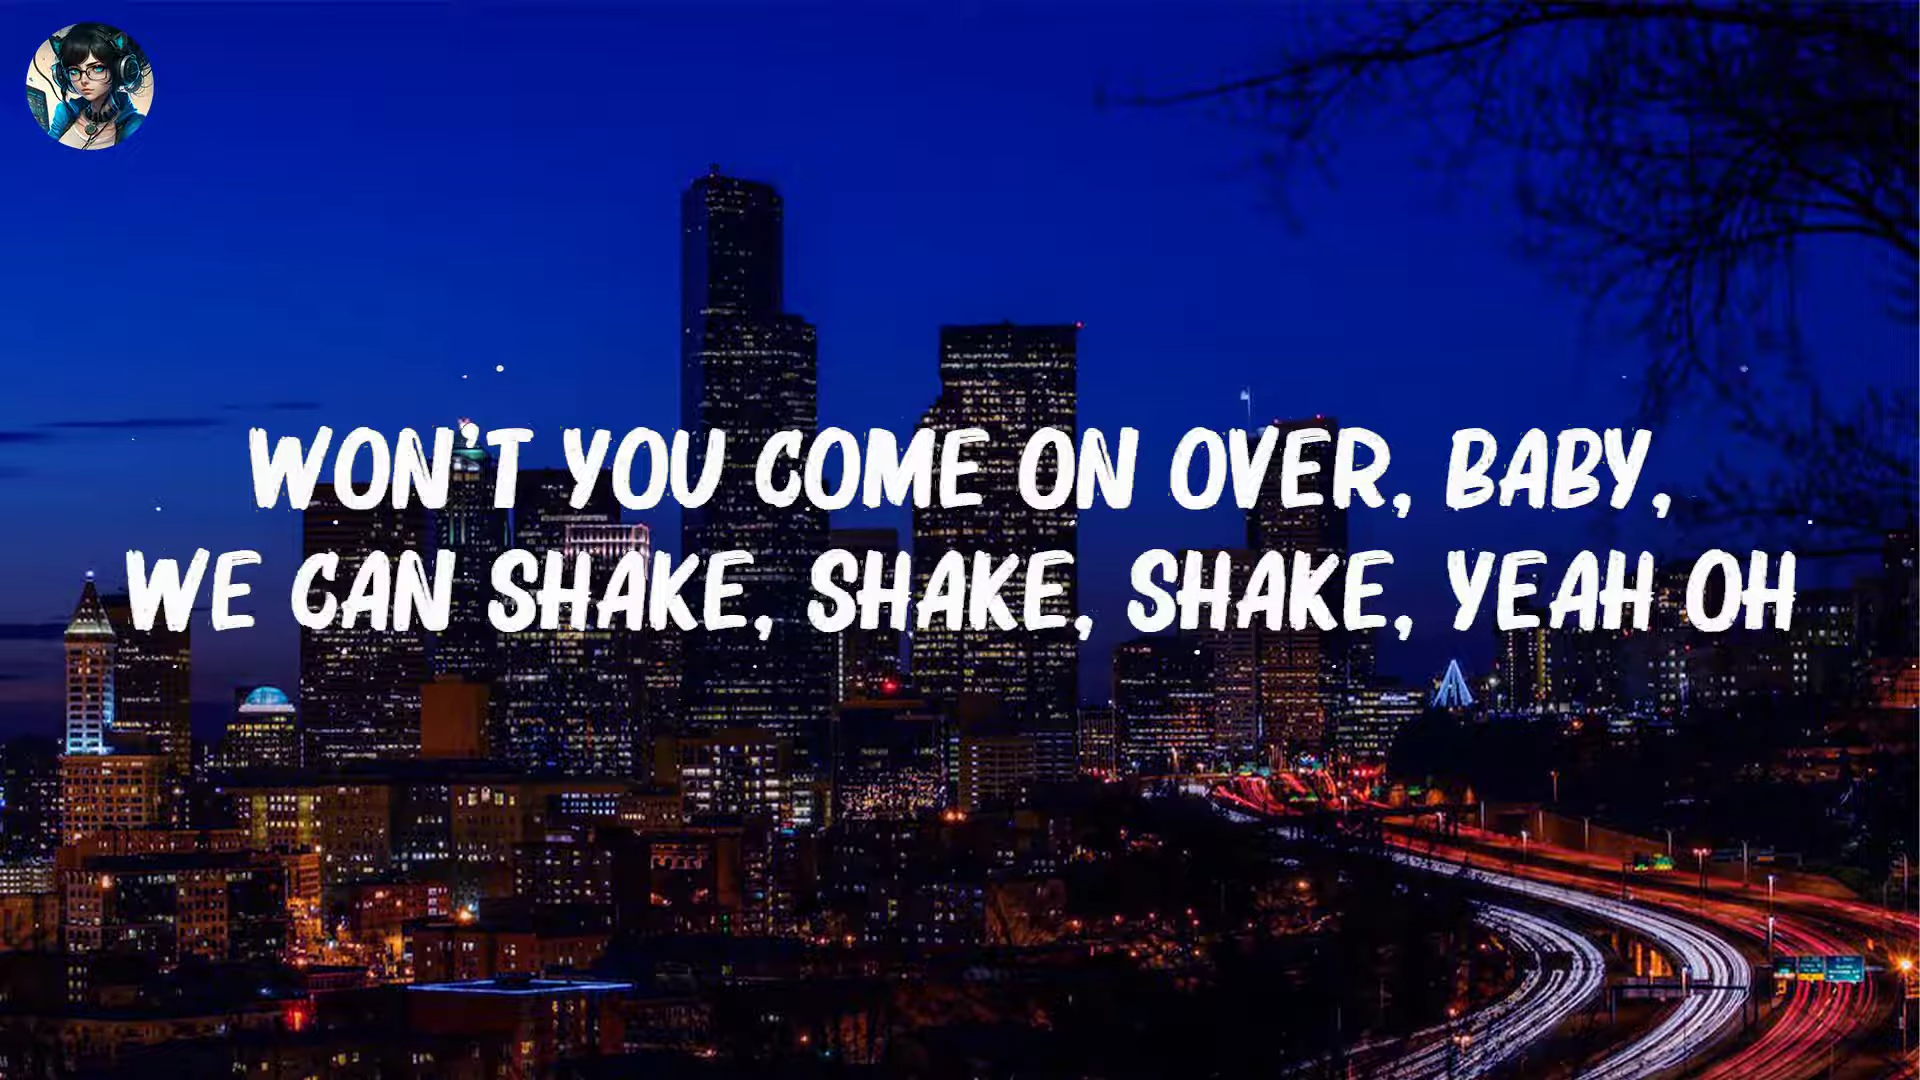 WON'T YOU COME ON OVER, BABY,
WE CAN SHAKE, SHAKE, SHAKE, YEAH OH